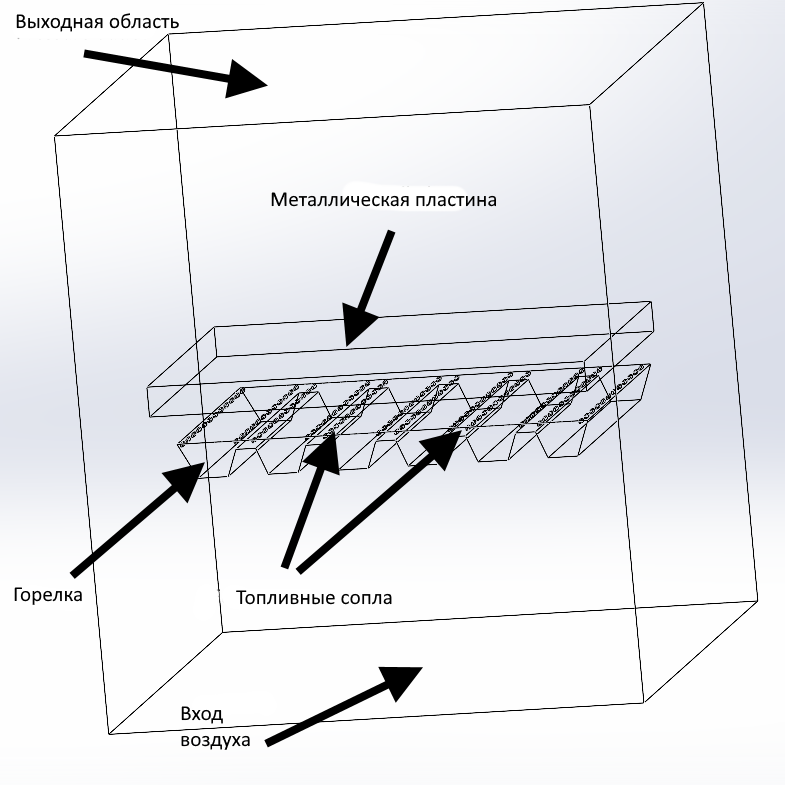 Выходная область
Металлическая пластина
Горелка
Топливные сопла
Вход
воздуха